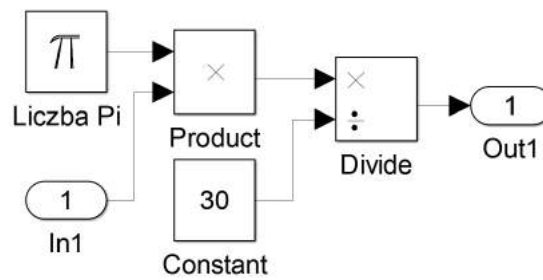 π
Liczba Pi
×
Product
1
In1
30
Constant
×
÷
Divide
1
Out1